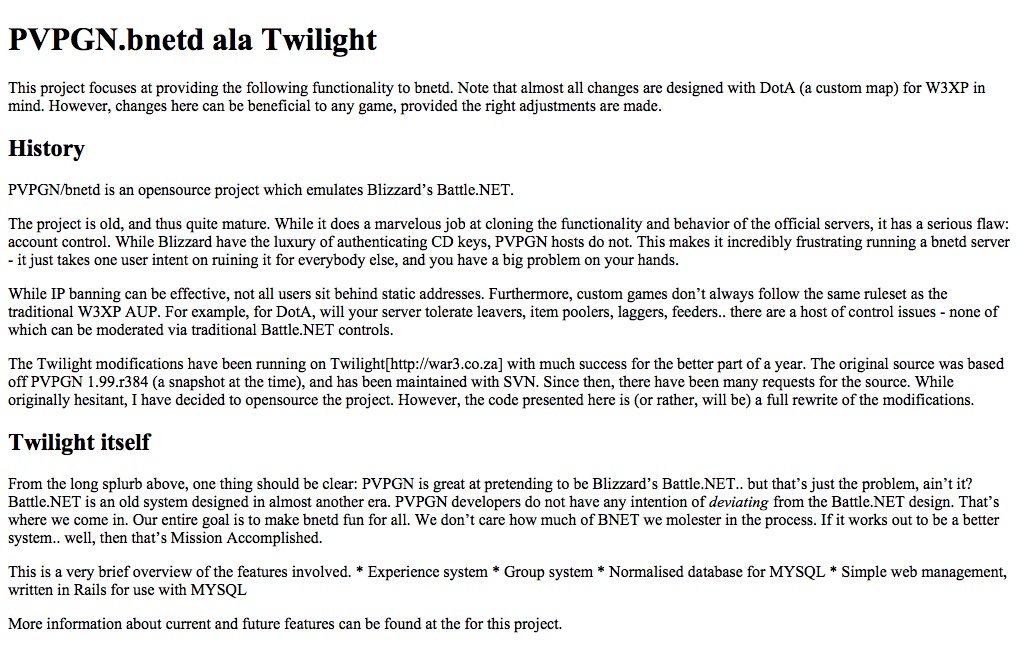 PVPGN.bnetd ala Twilight
This project focuses at providing the following functionality to bnetd. Note that almost all changes are designed with DotA (a custom map) for W3XP in
mind. However, changes here can be beneficial to any game, provided the right adjustments are made.
History
PVPGN/bnetd is an opensource project which emulates Blizzard’s Battle.NET.
The project is old, and thus quite mature. While it does a marvelous job at cloning the functionality and behavior of the official servers, it has a serious flaw:
account control. While Blizzard have the luxury of authenticating CD keys, PVPGN hosts do not. This makes it incredibly frustrating running a bnetd server
- it just takes one user intent on ruining it for everybody else, and you have a big problem on your hands.
While IP banning can be effective, not all users sit behind static addresses. Furthermore, custom games don’t always follow the same ruleset as the
traditional W3XP AUP. For example, for DotA, will your server tolerate leavers, item poolers, laggers, feeders.. there are a host of control issues - none of
which can be moderated via traditional Battle.NET controls.
The Twilight modifications have been running on Twilight[http://war3.co.za] with much success for the better part of a year. The original source was based
off PVPGN 1.99.r384 (a snapshot at the time), and has been maintained with SVN. Since then, there have been many requests for the source. While
originally hesitant, I have decided to opensource the project. However, the code presented here is (or rather, will be) a full rewrite of the modifications.
Twilight itself
From the long splurb above, one thing should be clear: PVPGN is great at pretending to be Blizzard’s Battle.NET.. but that’s just the problem, ain’t it?
Battle.NET is an old system designed in almost another era. PVPGN developers do not have any intention of deviating from the Battle.NET design. That’s
where we come in. Our entire goal is to make bnetd fun for all. We don’t care how much of BNET we molester in the process. If it works out to be a better
system.. well, then that’s Mission Accomplished.
This is a very brief overview of the features involved. * Experience system * Group system * Normalised database for MYSQL * Simple web management,
written in Rails for use with MYSQL
More information about current and future features can be found at the for this project.